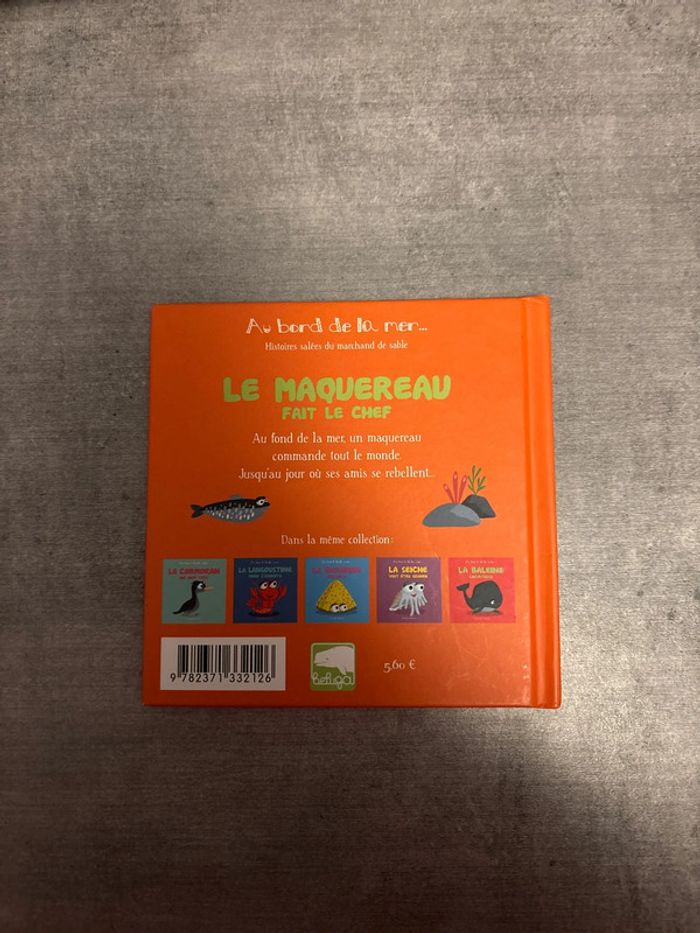 Au bord de la mer...
Histoires salées du marchand de sable
LE MAQUEREAU
FAIT LE CHEF
Au fond de la mer, un maquereau
commande tout le monde.
Jusqu'au jour où ses amis se rebellent...
Dans la même collection :
LE CORMORAN
LA LANGOUSTINE
LA SEICHE
LA BALEINE
9 782371 332126
beluga
5,60 €